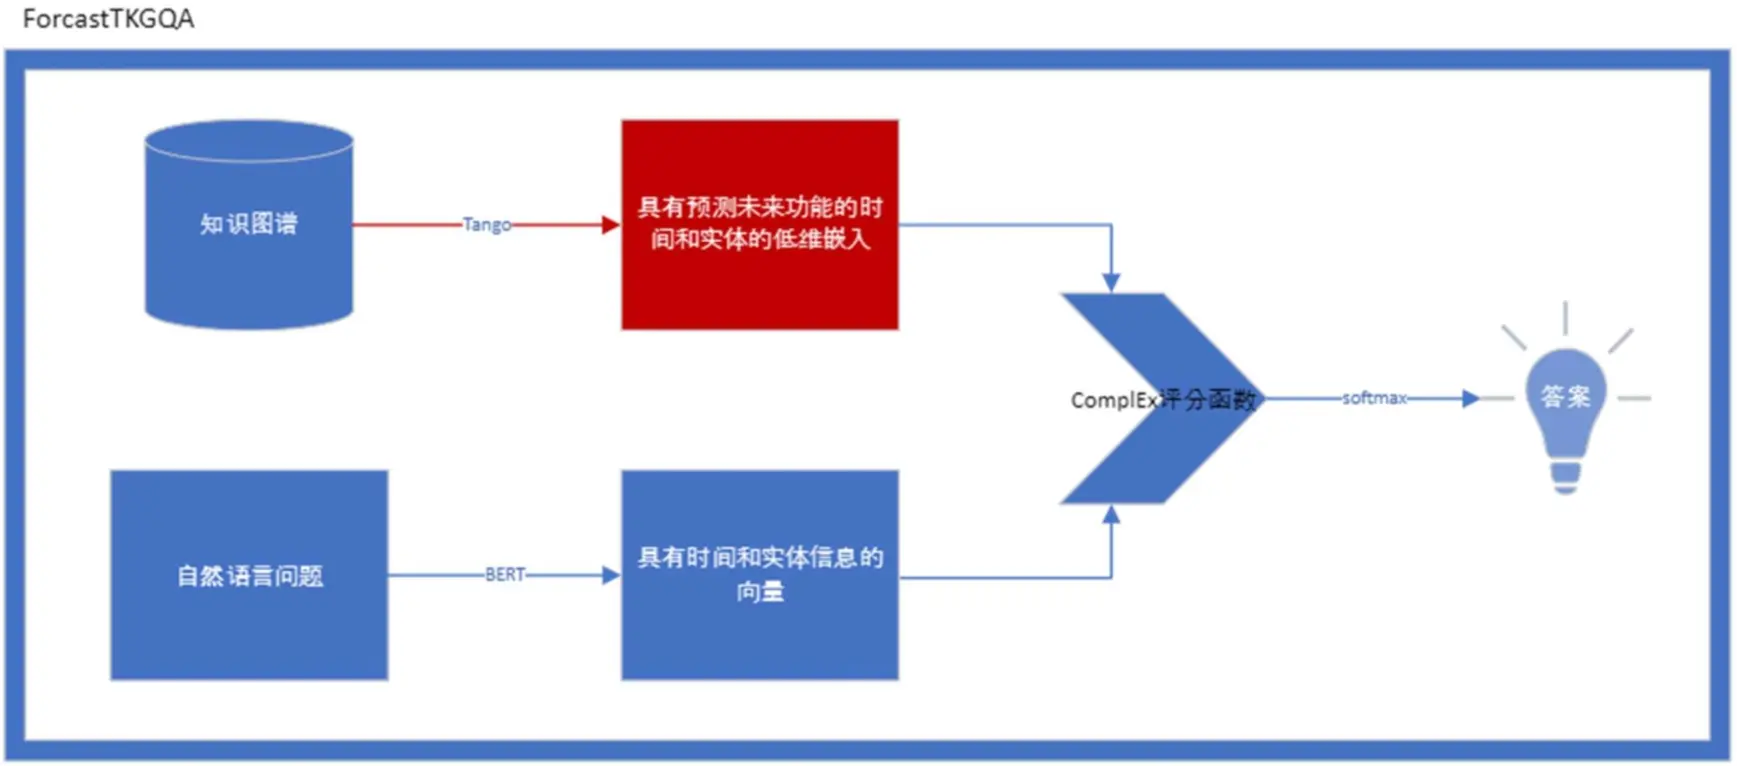 ForcastTKGQA
知识图谱
Tango
具有预测未来功能的时
间和实体的低维嵌入
ComplEx评分函数
softmax
答案
自然语言问题
BERT
具有时间和实体信息的
向量